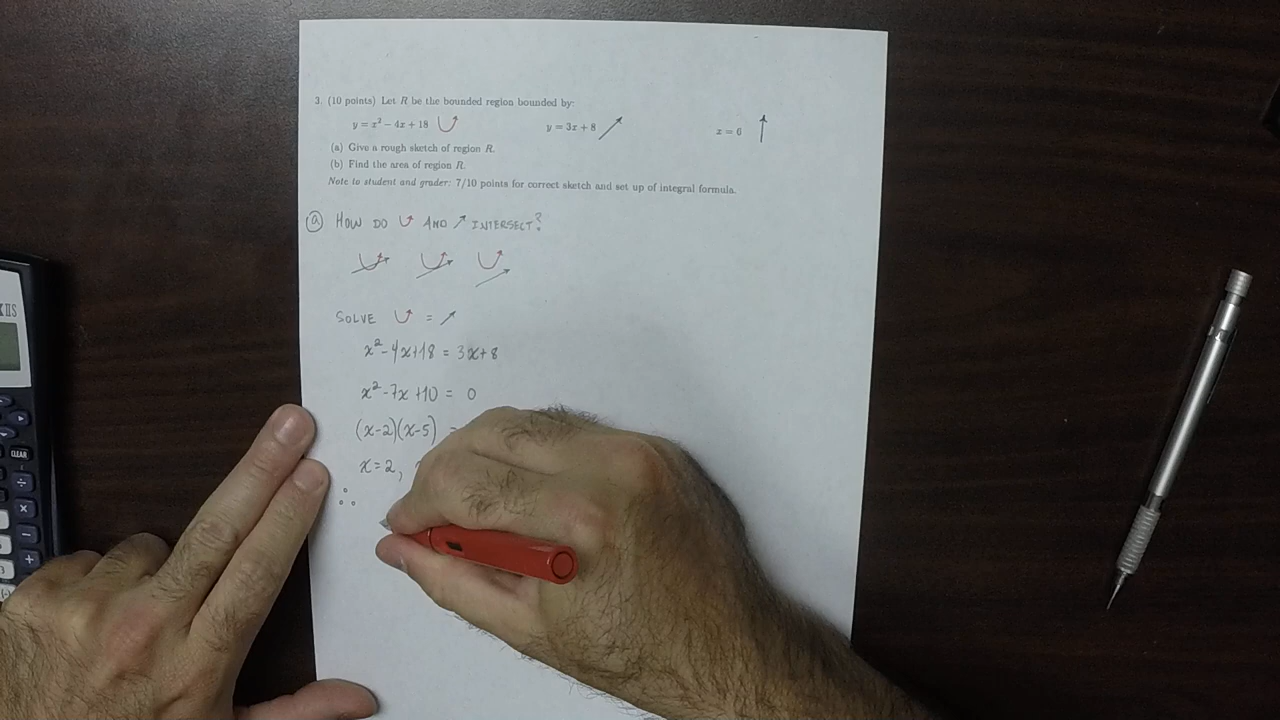 3. (10 points) Let R be the bounded region bounded by:
y = x² − 4x + 18 y = 3x + 8 x = 6
(a) Give a rough sketch of region R.
(b) Find the area of region R.
Note to student and grader: 7/10 points for correct sketch and set up of integral formula.
(a) HOW DO AND INTERSECT?
SOLVE =
x²-4x+18 = 3x+8
x²-7x+10 = 0
(x-2)(x-5) =
x=2,
∴
XIIS
CLEAR
÷
×
−
+
3
(-)